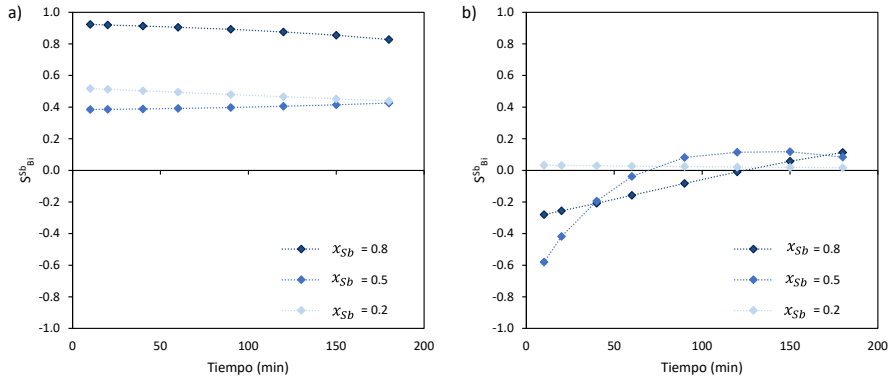 a)
1.0
0.8
0.6
0.4
0.2
0.0
-0.2
-0.4
-0.6
-0.8
-1.0
S^Sb_Bi
x_Sb = 0.8
x_Sb = 0.5
x_Sb = 0.2
0 50 100 150 200
Tiempo (min)
b)
1.0
0.8
0.6
0.4
0.2
0.0
-0.2
-0.4
-0.6
-0.8
-1.0
S^Sb_Bi
x_Sb = 0.8
x_Sb = 0.5
x_Sb = 0.2
0 50 100 150 200
Tiempo (min)